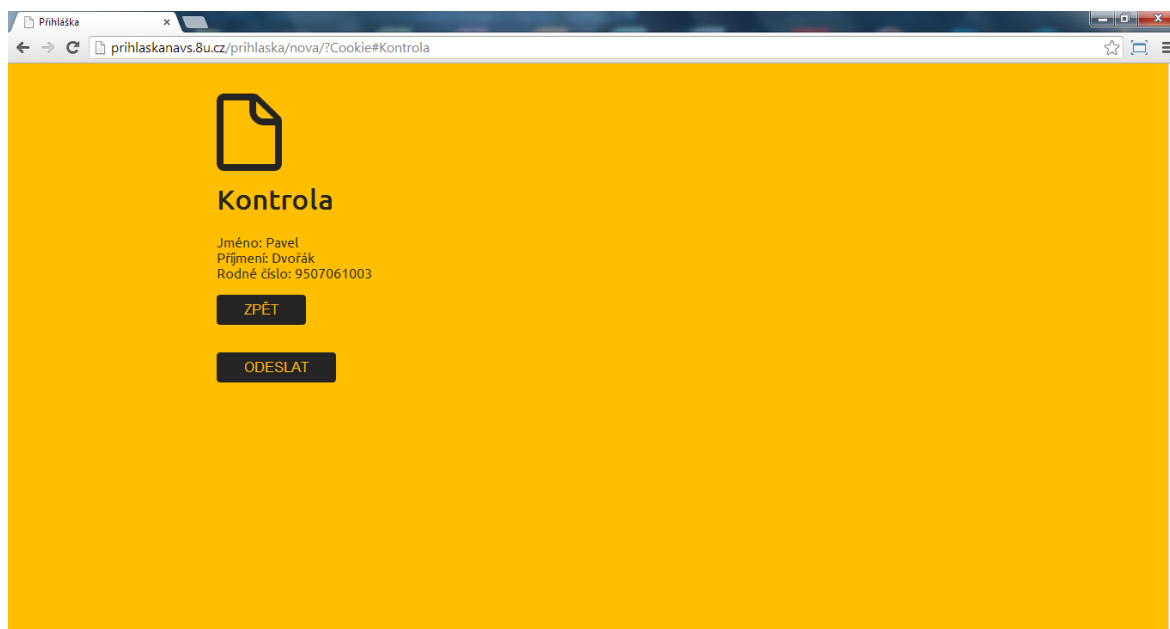 Přihláška
prihlaskanavs.8u.cz/prihlaska/nova/?Cookie#Kontrola
Kontrola
Jméno: Pavel
Příjmení: Dvořák
Rodné číslo: 9507061003
ZPĚT
ODESLAT